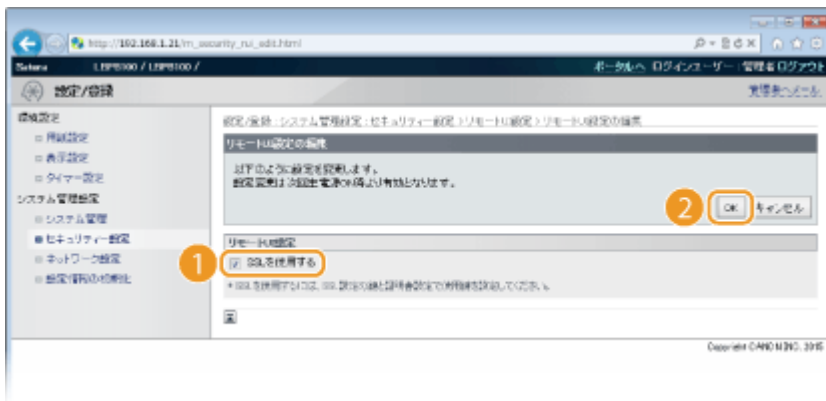 http://192.168.1.21/m_security_rui_edit.html
Satera LBP8100 / LBP8100 /
ポータルへ ログインユーザー: 管理者 ログアウト
設定/登録
管理者へメール
環境設定
用紙設定
表示設定
タイマー設定
システム管理設定
システム管理
セキュリティー設定
ネットワーク設定
設定情報の初期化
設定/登録 : システム管理設定 : セキュリティー設定 > リモートUI設定 > リモートUI設定の編集
リモートUI設定の編集
以下のように設定を変更します。
設定変更は次回主電源ON時より有効となります。
2
OK
キャンセル
リモートUI設定
1
SSLを使用する
Copyright CANON INC. 2015